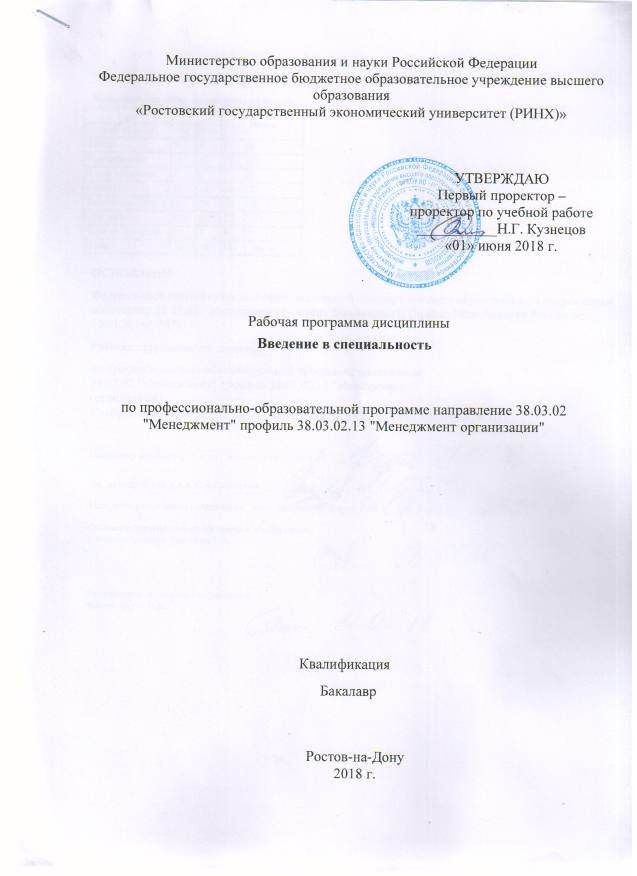 Министерство образования и науки Российской Федерации
Федеральное государственное бюджетное образовательное учреждение высшего
образования
«Ростовский государственный экономический университет (РИНХ)»
УТВЕРЖДАЮ
Первый проректор –
проректор по учебной работе
Н.Г. Кузнецов
«01» июня 2018 г.
Рабочая программа дисциплины
Введение в специальность
по профессионально-образовательной программе направление 38.03.02
"Менеджмент" профиль 38.03.02.13 "Менеджмент организации"
Квалификация
Бакалавр
Ростов-на-Дону
2018 г.